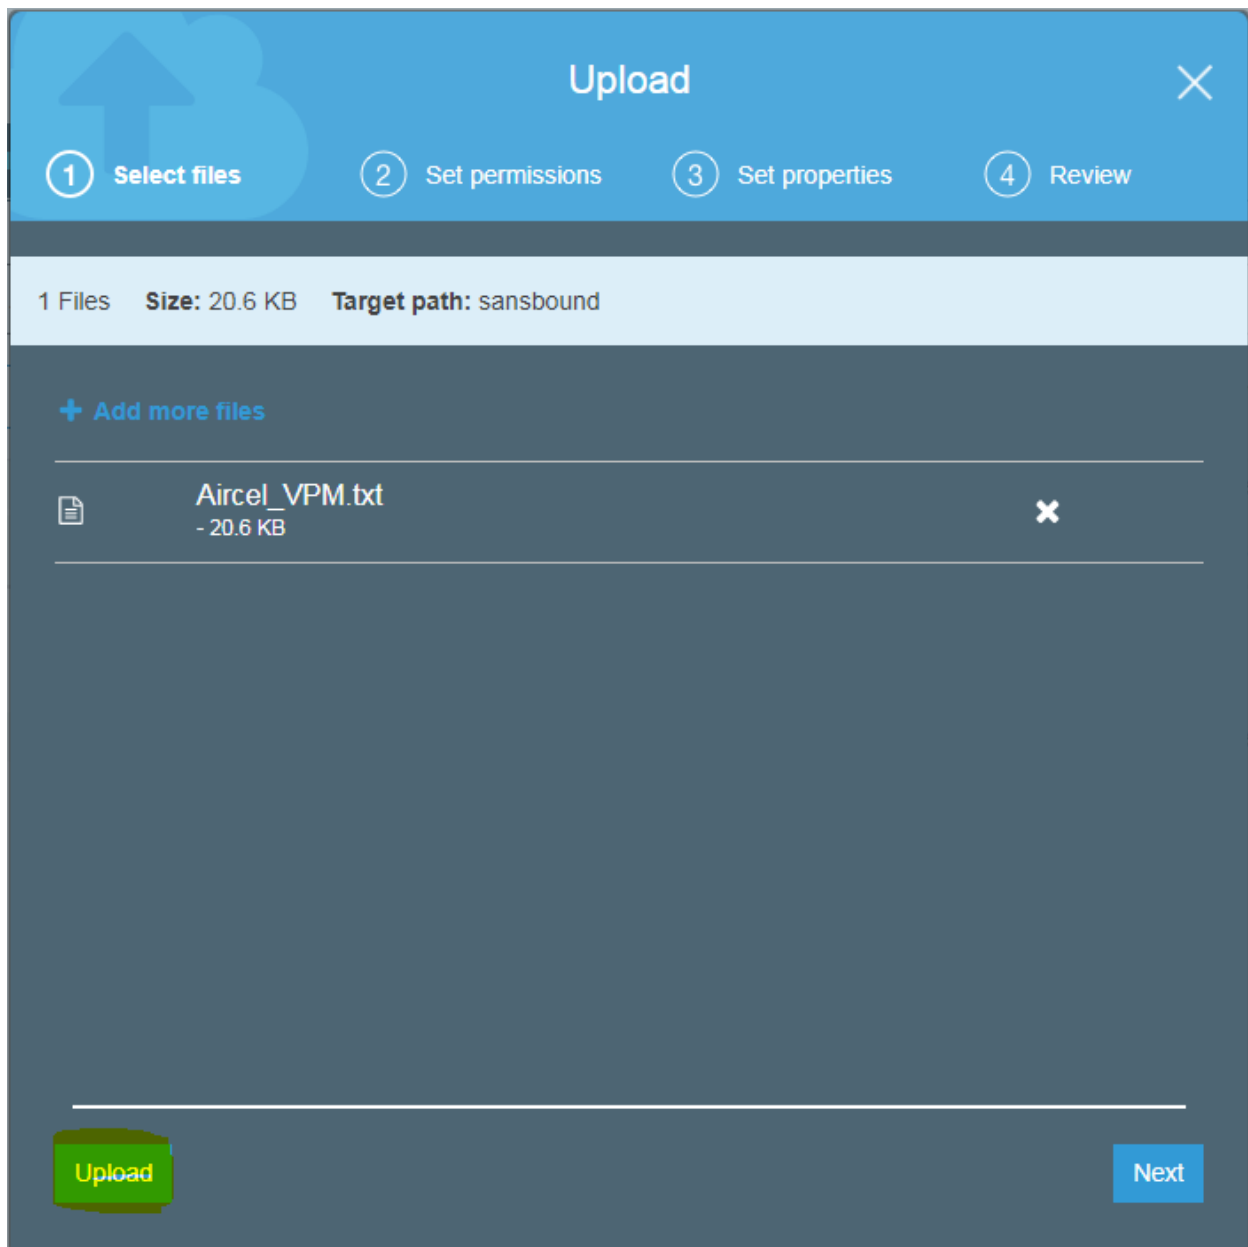 Upload
1 Select files 2 Set permissions 3 Set properties 4 Review
1 Files Size: 20.6 KB Target path: sansbound
Add more files
Aircel_VPM.txt
- 20.6 KB
Upload Next